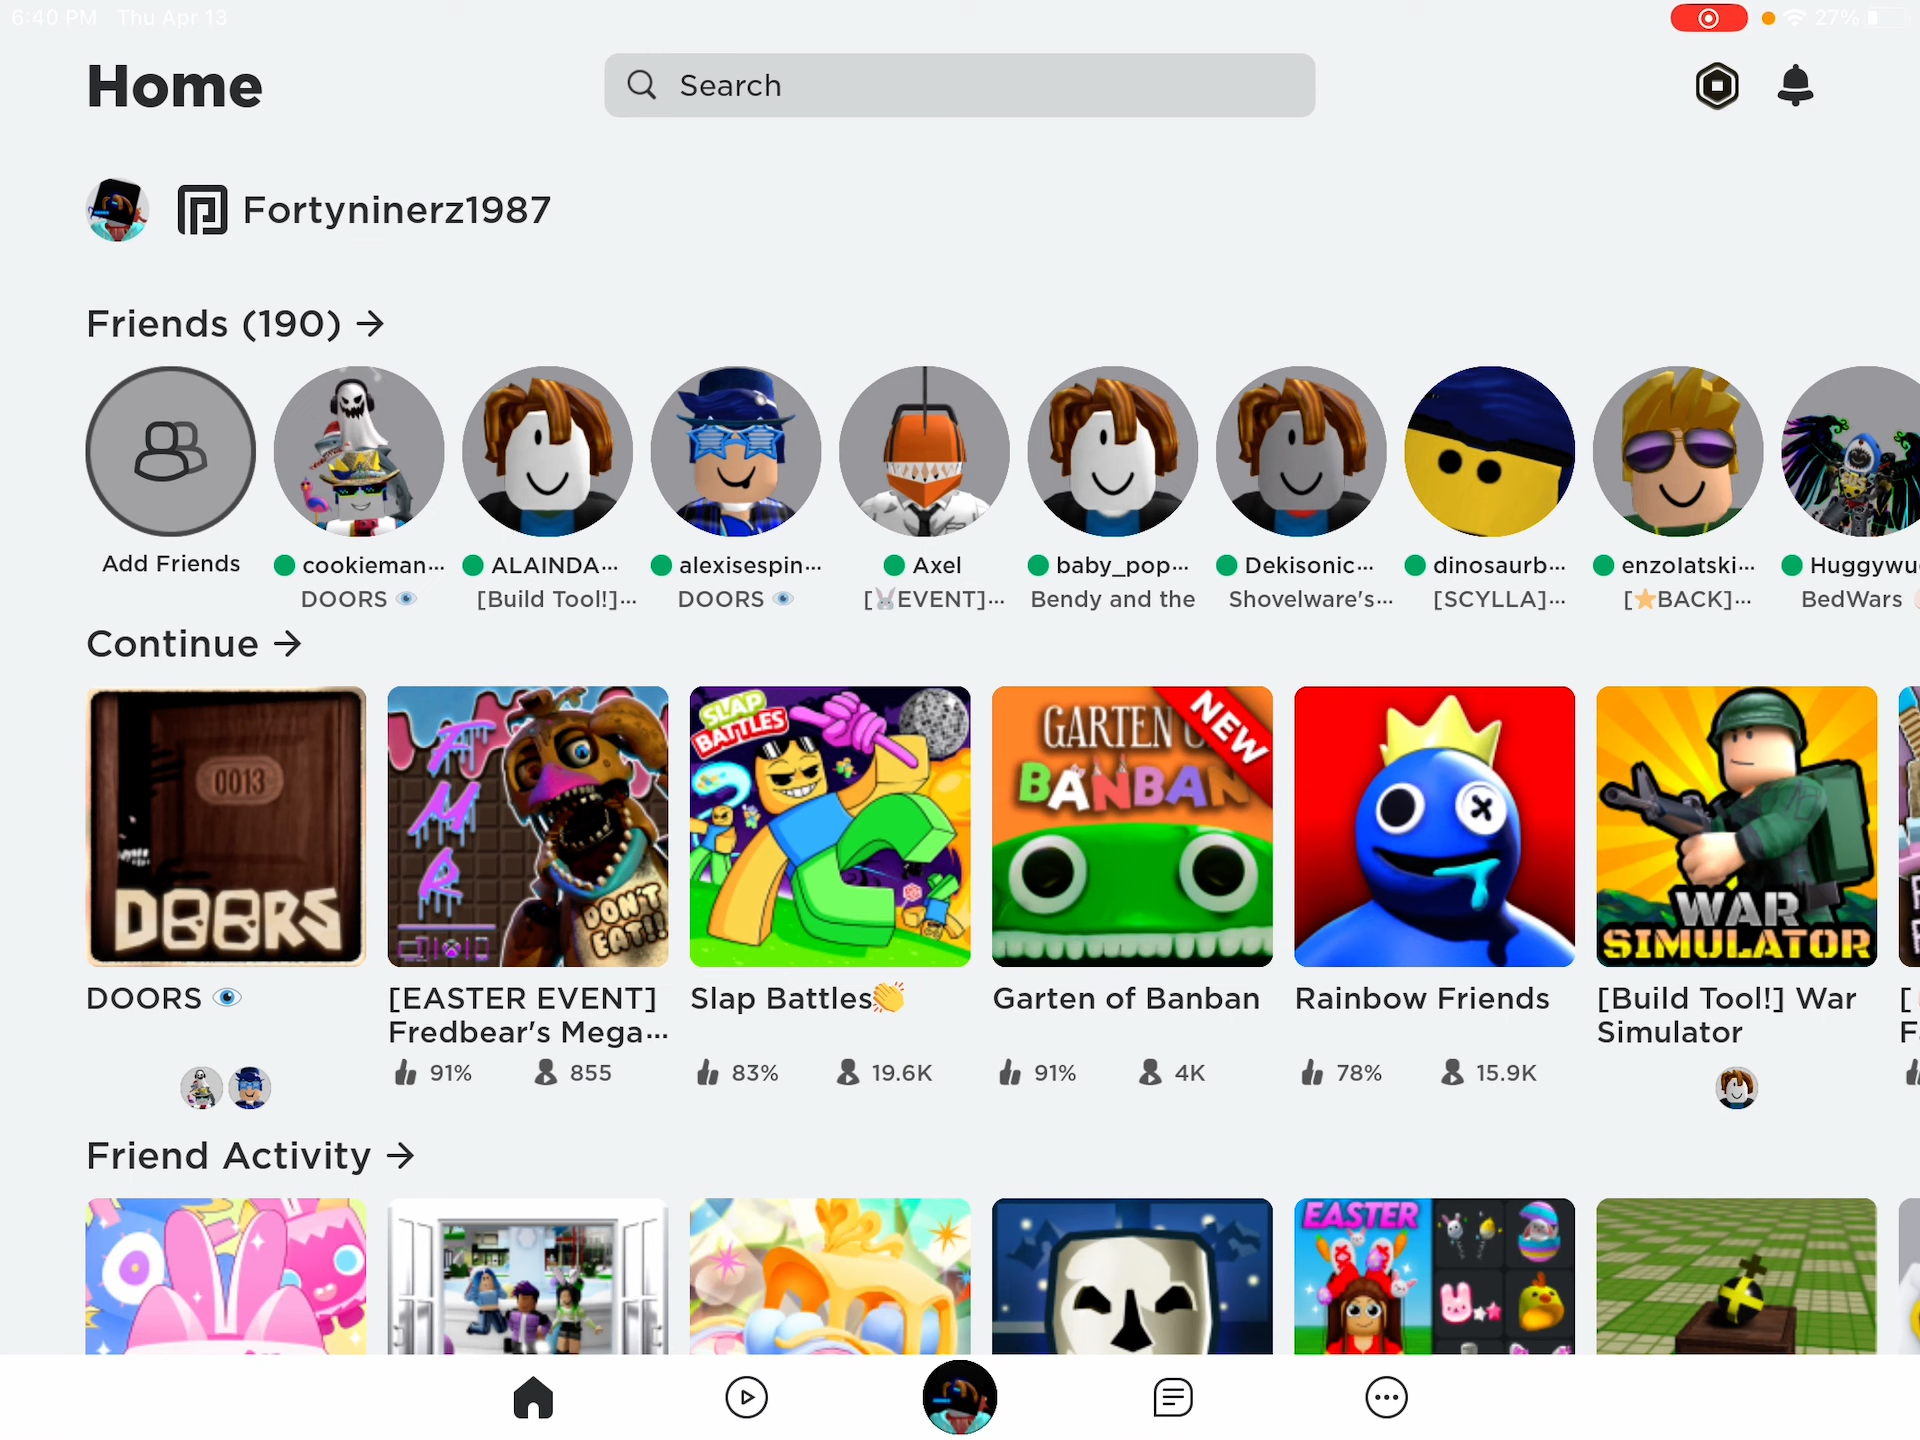 6:40 PM Thu Apr 13
27%
Home
Search
Fortyninerz1987
Friends (190) →
Add Friends
cookieman...
DOORS 👁️
ALAINDA...
[Build Tool!]...
alexisespin...
DOORS 👁️
Axel
[🐰EVENT]...
baby_pop...
Bendy and the
Dekisonic...
Shovelware's...
dinosaurb...
[SCYLLA]...
enzolatski...
[⭐BACK]...
Huggywu
BedWars
Continue →
0013
DOORS
FMR
DON'T
EAT!!
SLAP
BATTLES
GARTEN O
BANBAN
NEW
WAR
SIMULATOR
DOORS 👁️
[EASTER EVENT]
Fredbear's Mega...
91% 855
Slap Battles👏
83% 19.6K
Garten of Banban
91% 4K
Rainbow Friends
78% 15.9K
[Build Tool!] War
Simulator
[
F
Friend Activity →
EASTER